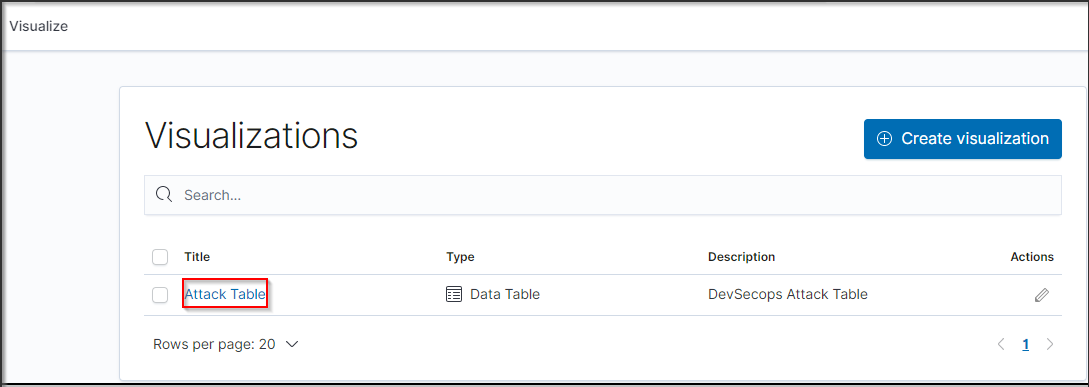 Visualize
Visualizations
Create visualization
Search...
Title Type Description Actions
Attack Table Data Table DevSecops Attack Table
Rows per page: 20 1